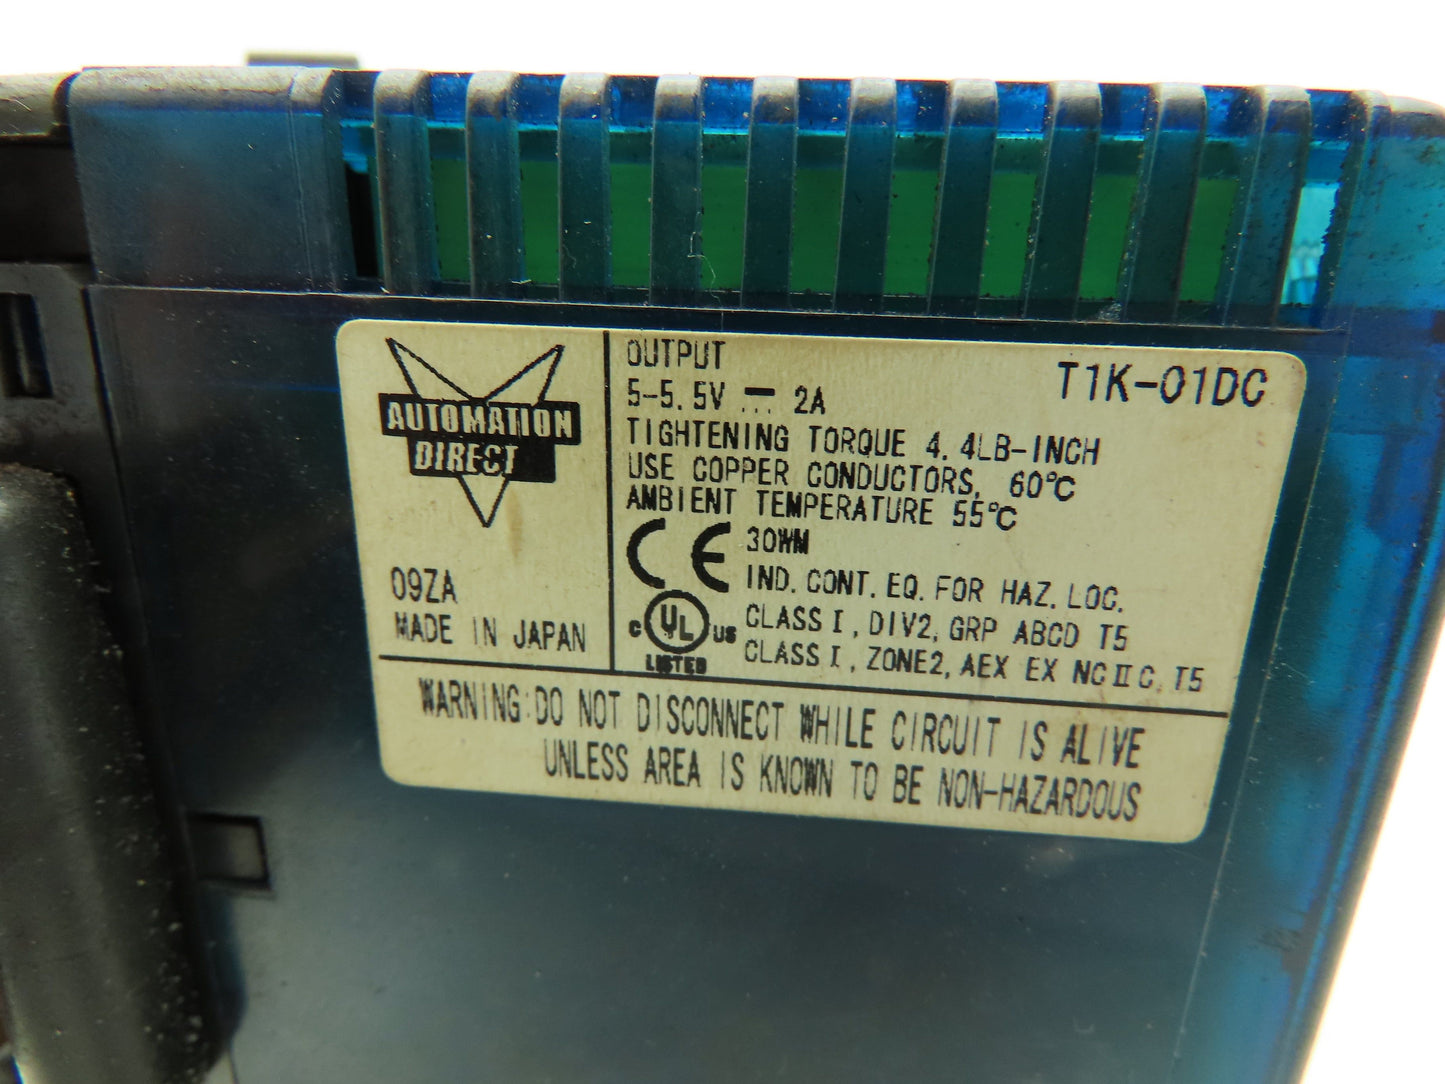 AUTOMATION
DIRECT
09ZA
MADE IN JAPAN
OUTPUT
T1K-01DC
5-5.5V ⎓ 2A
TIGHTENING TORQUE 4.4LB-INCH
USE COPPER CONDUCTORS, 60°C
AMBIENT TEMPERATURE 55°C
CE 30WM
IND. CONT. EQ. FOR HAZ. LOC.
C UL US CLASS I, DIV2, GRP ABCD T5
LISTED CLASS I, ZONE2, AEX EX NC II C, T5
WARNING:DO NOT DISCONNECT WHILE CIRCUIT IS ALIVE
UNLESS AREA IS KNOWN TO BE NON-HAZARDOUS